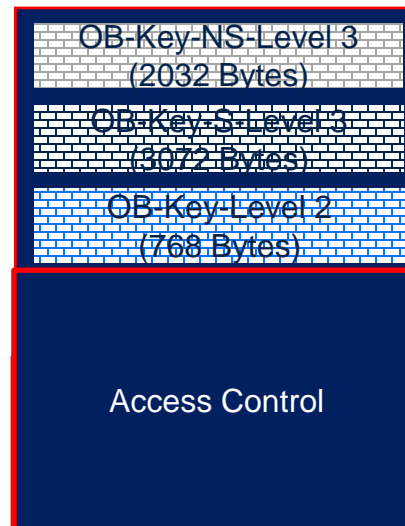 OB-Key-NS-Level 3
(2032 Bytes)
OB-Key-S-Level 3
(3072 Bytes)
OB-Key-Level 2
(768 Bytes)
Access Control